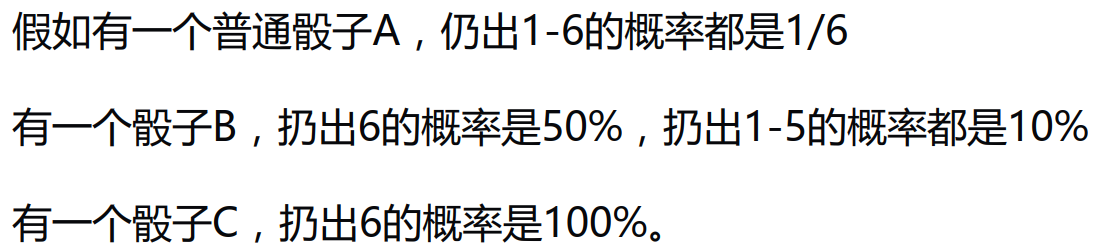 假如有一个普通骰子A，仍出1-6的概率都是1/6
有一个骰子B，扔出6的概率是50%，扔出1-5的概率都是10%
有一个骰子C，扔出6的概率是100%。